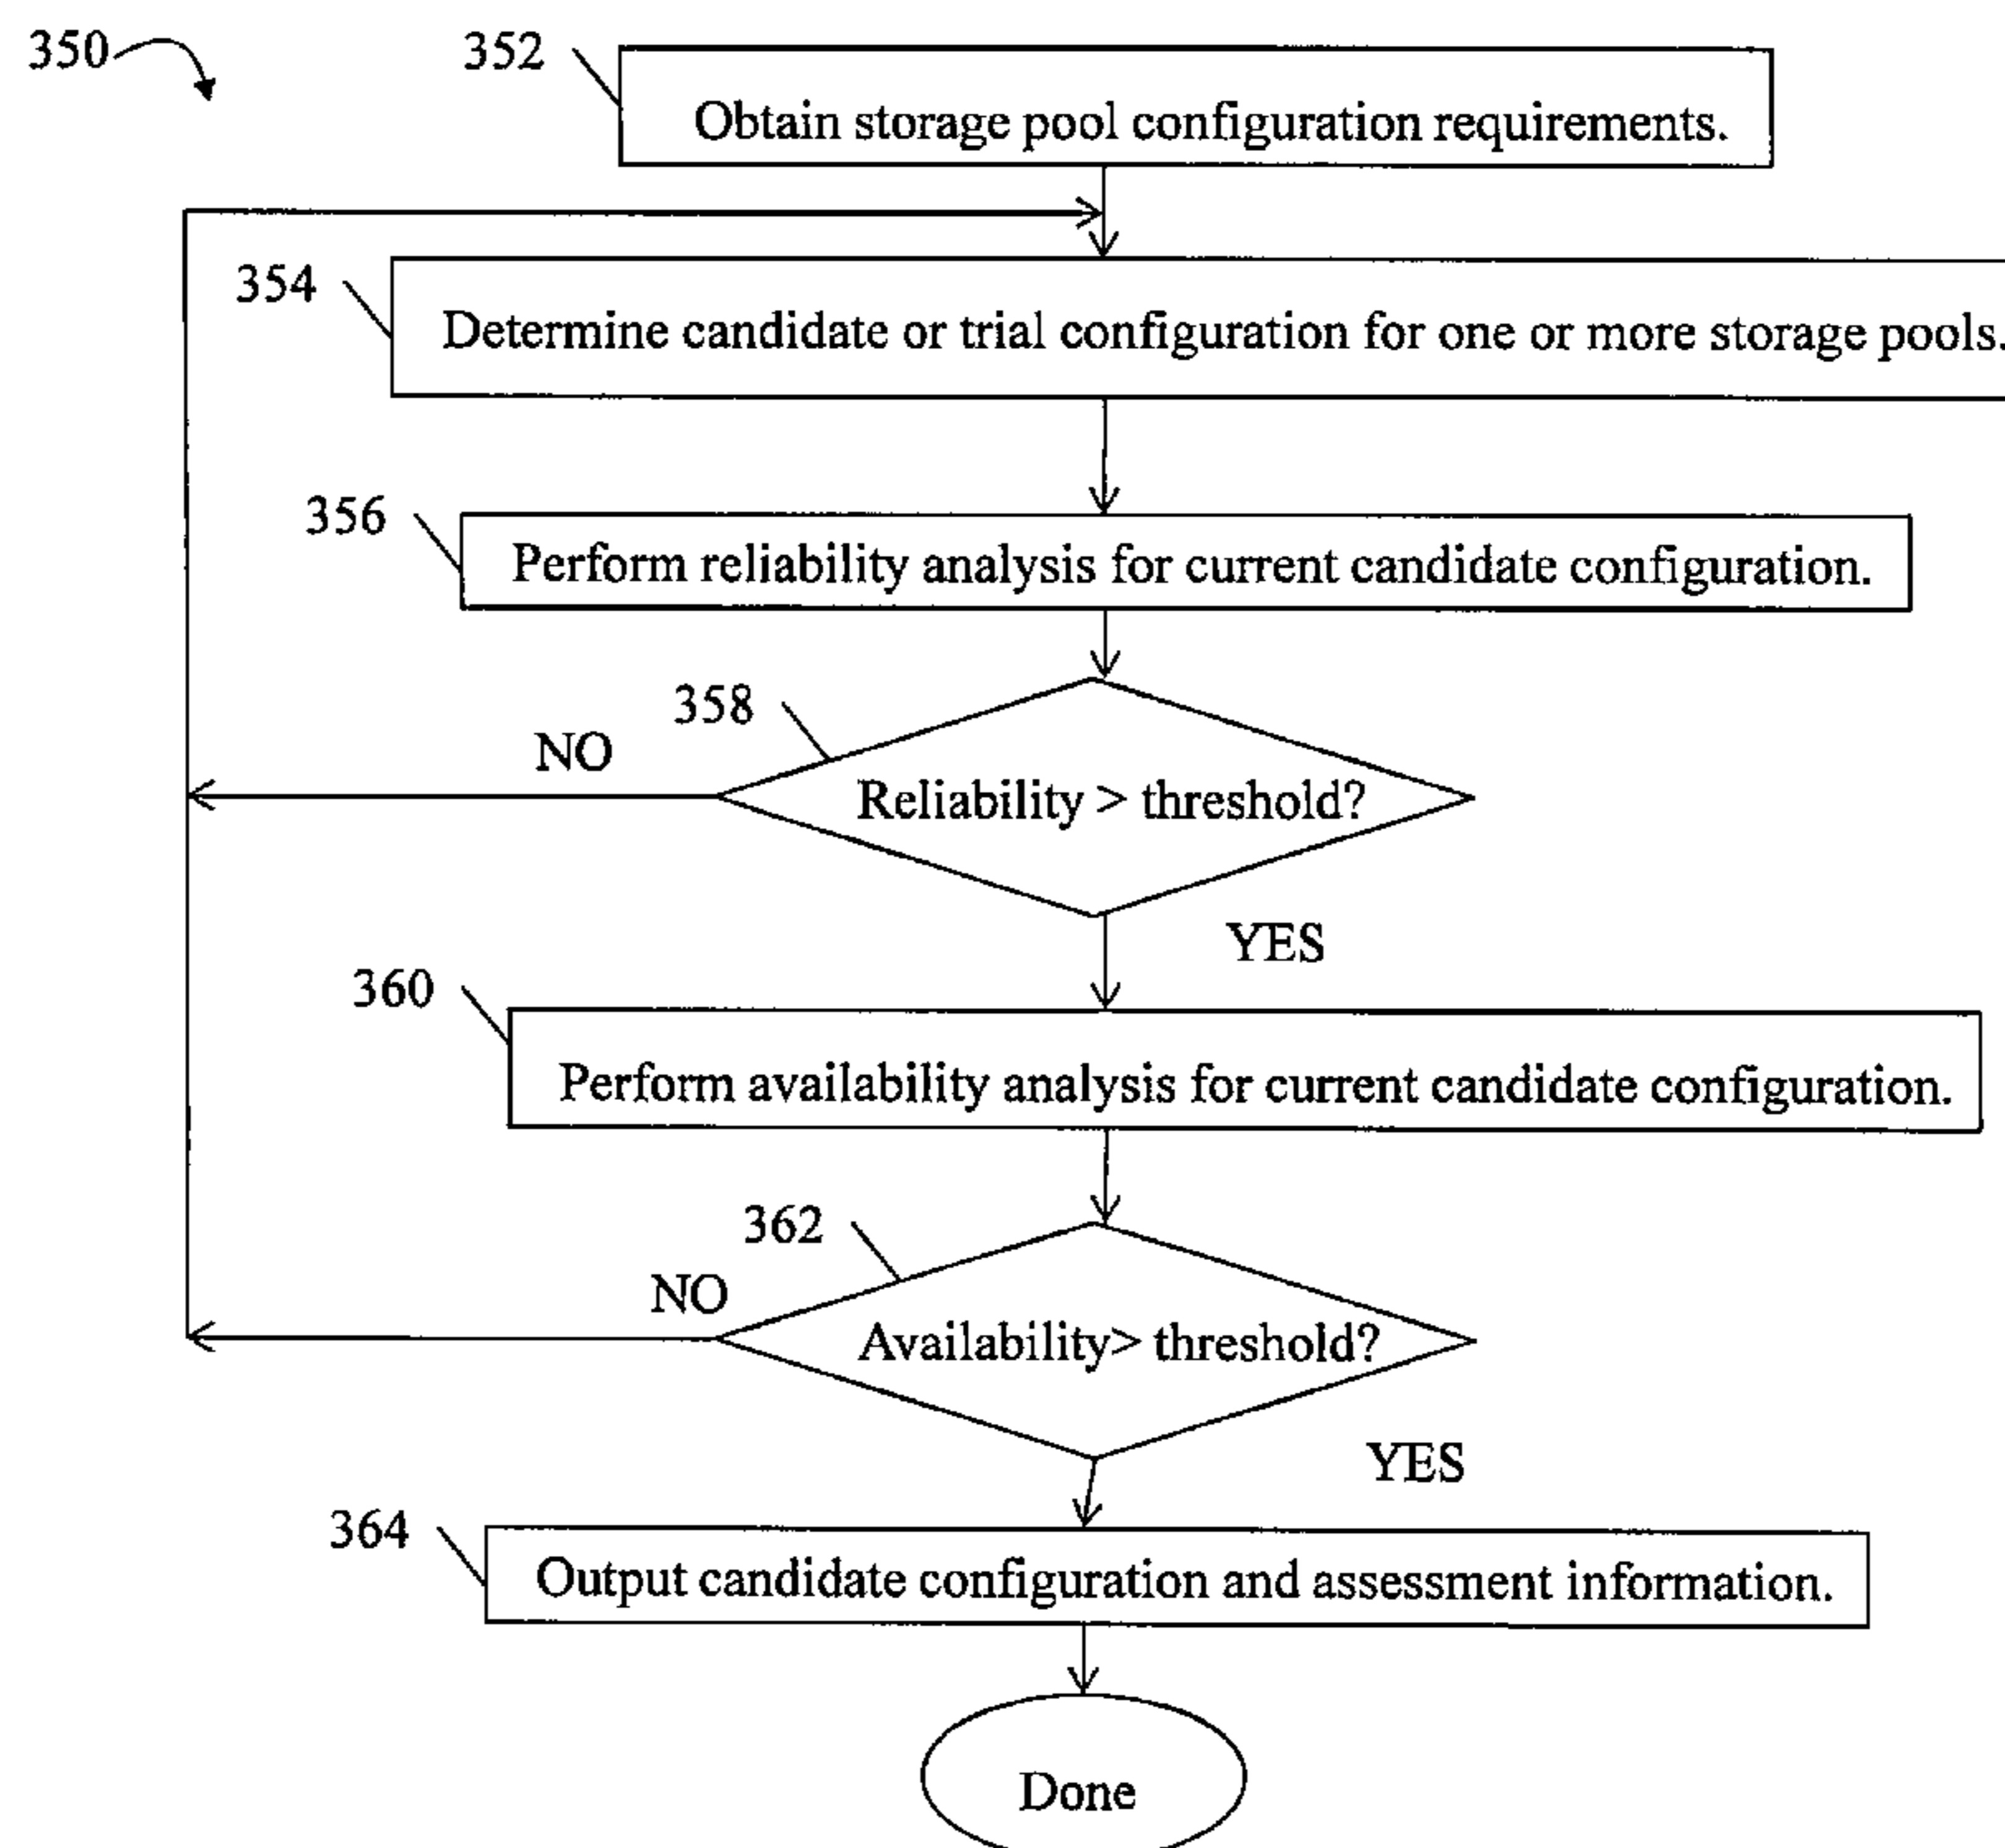 350
352
Obtain storage pool configuration requirements.
354
Determine candidate or trial configuration for one or more storage pools.
356
Perform reliability analysis for current candidate configuration.
358
NO
Reliability > threshold?
YES
360
Perform availability analysis for current candidate configuration.
362
NO
Availability> threshold?
YES
364
Output candidate configuration and assessment information.
Done